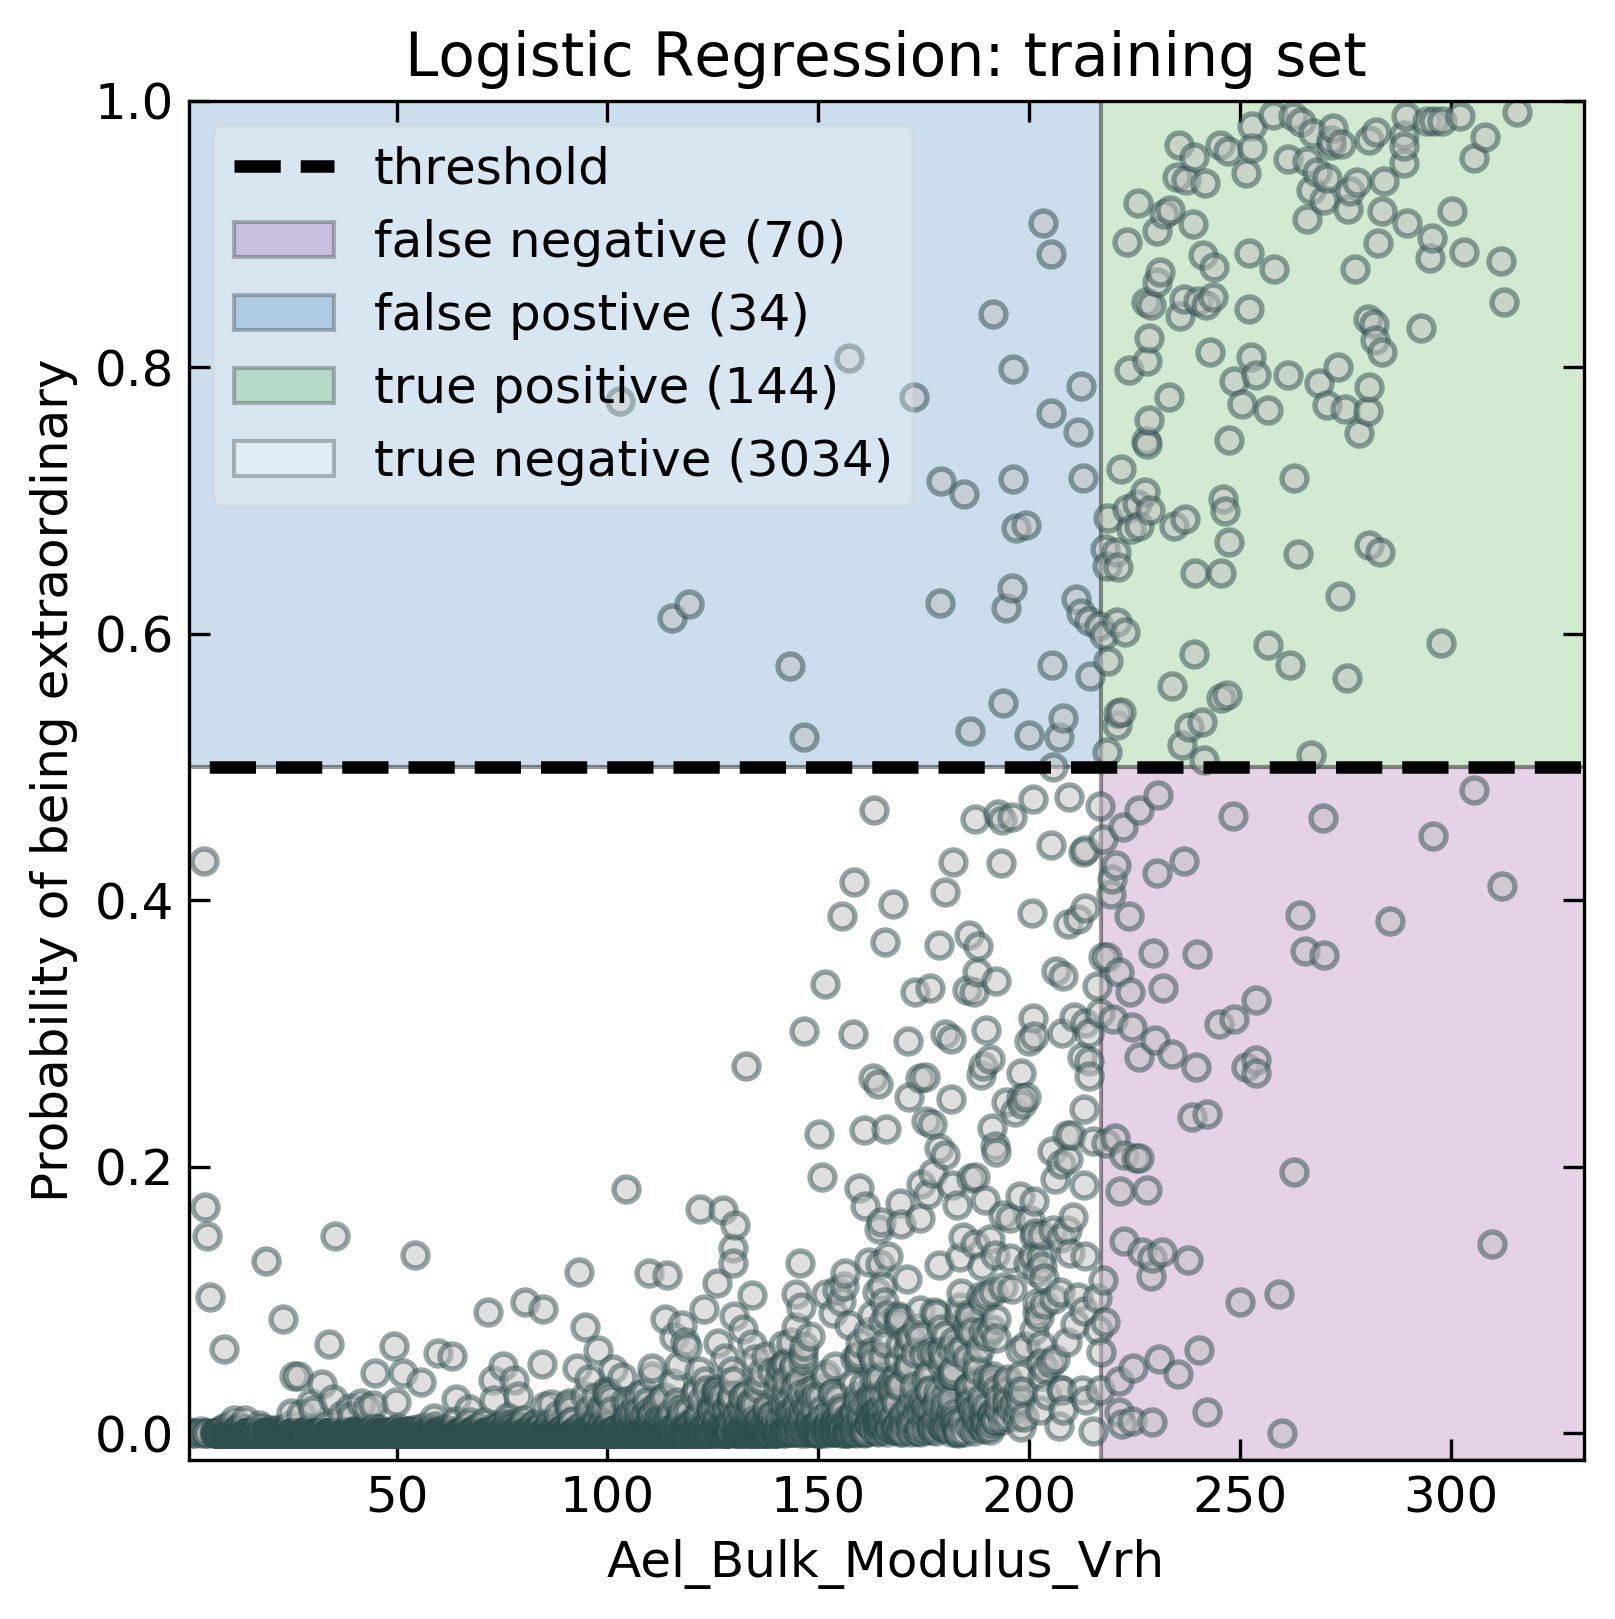 Logistic Regression: training set
1.0
0.8
0.6
0.4
0.2
0.0
Probability of being extraordinary
threshold
false negative (70)
false postive (34)
true positive (144)
true negative (3034)
50 100 150 200 250 300
Ael_Bulk_Modulus_Vrh